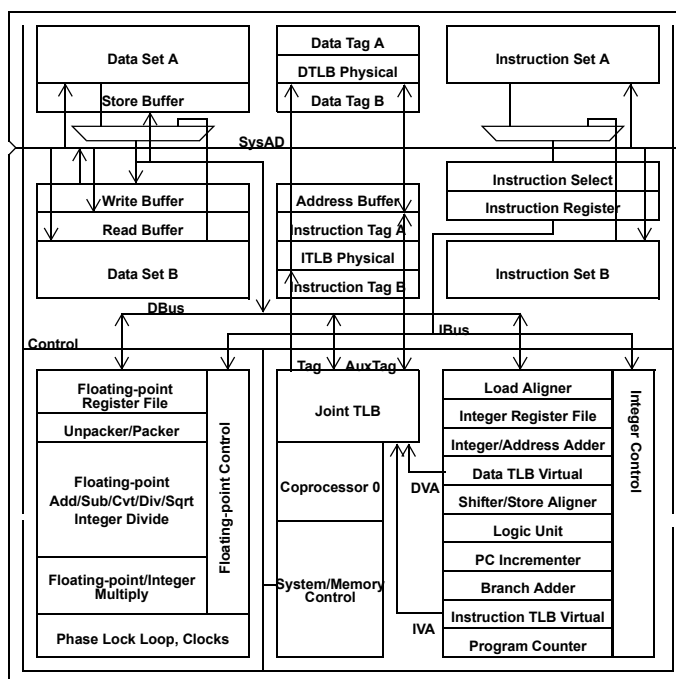 Data Set A
Store Buffer
Data Tag A
DTLB Physical
Data Tag B
Instruction Set A
SysAD
Write Buffer
Read Buffer
Data Set B
Address Buffer
Instruction Tag A
ITLB Physical
Instruction Tag B
Instruction Select
Instruction Register
Instruction Set B
DBus
IBus
Control
Tag
AuxTag
Floating-point
Register File
Unpacker/Packer
Floating-point
Add/Sub/Cvt/Div/Sqrt
Integer Divide
Floating-point/Integer
Multiply
Phase Lock Loop, Clocks
Floating-point Control
Joint TLB
Coprocessor 0
System/Memory
Control
DVA
IVA
Load Aligner
Integer Register File
Integer/Address Adder
Data TLB Virtual
Shifter/Store Aligner
Logic Unit
PC Incrementer
Branch Adder
Instruction TLB Virtual
Program Counter
Integer Control